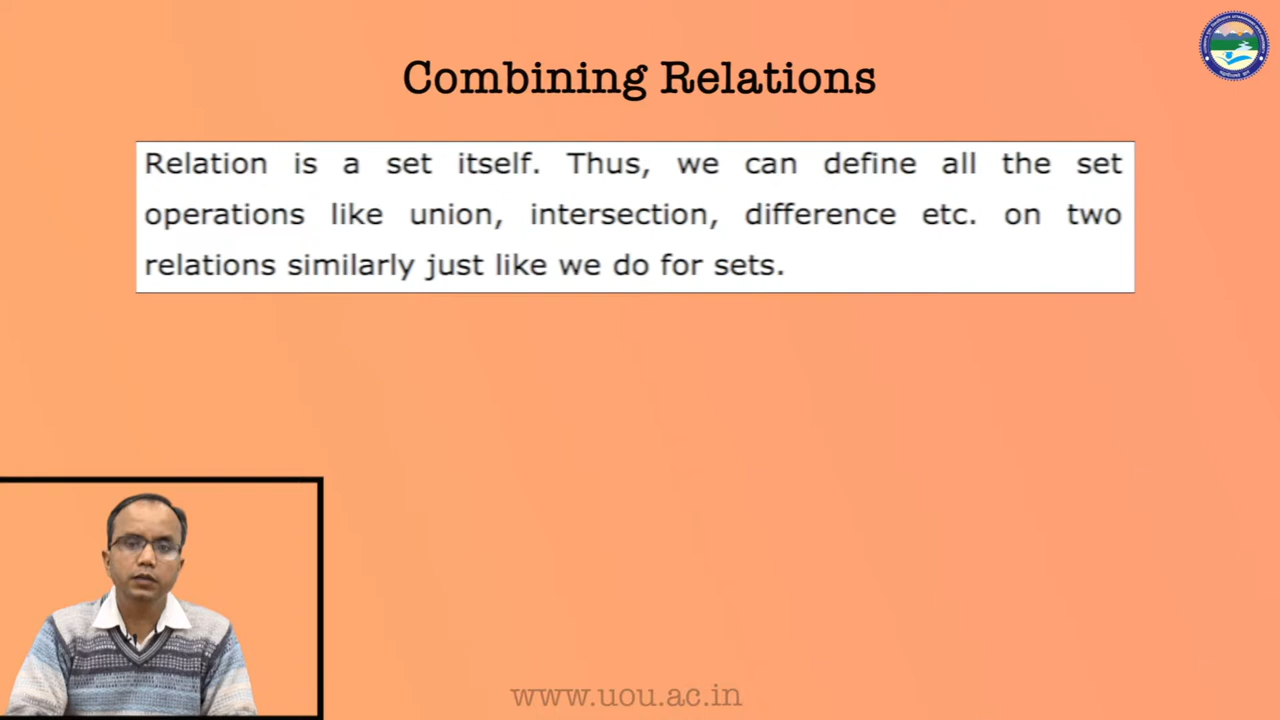 Combining Relations
Relation is a set itself. Thus, we can define all the set
operations like union, intersection, difference etc. on two
relations similarly just like we do for sets.
www.uou.ac.in